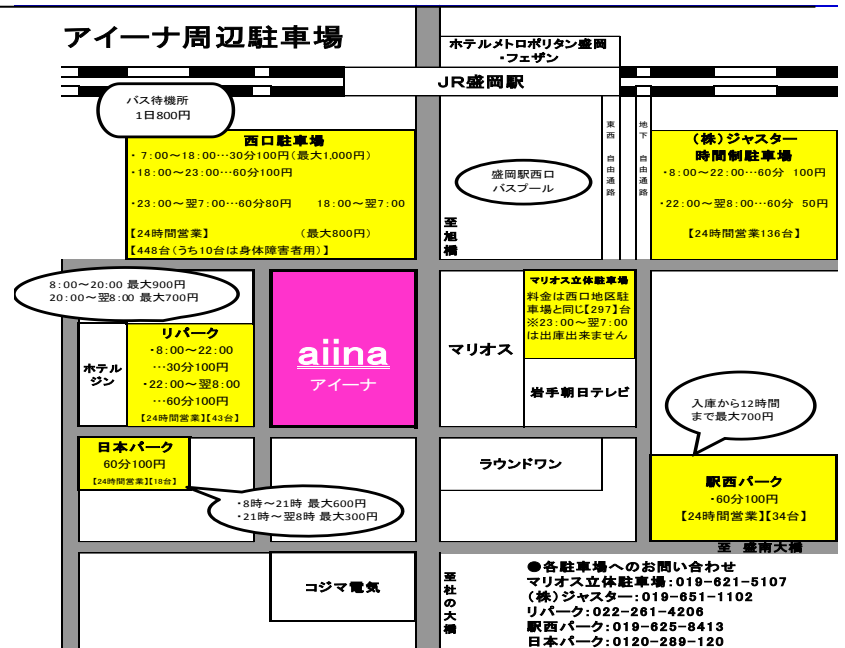 アイーナ周辺駐車場
ホテルメトロポリタン盛岡
・フェザン
JR盛岡駅
バス待機所
1日800円
西口駐車場
・7:00～18:00…30分100円(最大1,000円)
・18:00～23:00…60分100円
・23:00～翌7:00…60分80円 18:00～翌7:00
【24時間営業】 (最大800円)
【448台(うち10台は身体障害者用)】
盛岡駅西口
バスプール
東西 自由通路
地下 自由通路
(株)ジャスター
時間制駐車場
・8:00～22:00…60分 100円
・22:00～翌8:00…60分 50円
【24時間営業136台】
至旭橋
8:00～20:00 最大900円
20:00～翌8:00 最大700円
ホテル
ジン
リパーク
・8:00～22:00
…30分100円
・22:00～翌8:00
…60分100円
【24時間営業】【43台】
aiina
アイーナ
マリオス
マリオス立体駐車場
料金は西口地区駐
車場と同じ【297】台
※23:00～翌7:00
は出庫出来ません
岩手朝日テレビ
入庫から12時間
まで最大700円
日本パーク
60分100円
【24時間営業】【18台】
・8時～21時 最大600円
・21時～翌8時 最大300円
ラウンドワン
駅西パーク
・60分100円
【24時間営業】【34台】
至 盛南大橋
コジマ電気
至杜の大橋
●各駐車場へのお問い合わせ
マリオス立体駐車場:019-621-5107
(株)ジャスター:019-651-1102
リパーク:022-261-4206
駅西パーク:019-625-8413
日本パーク:0120-289-120